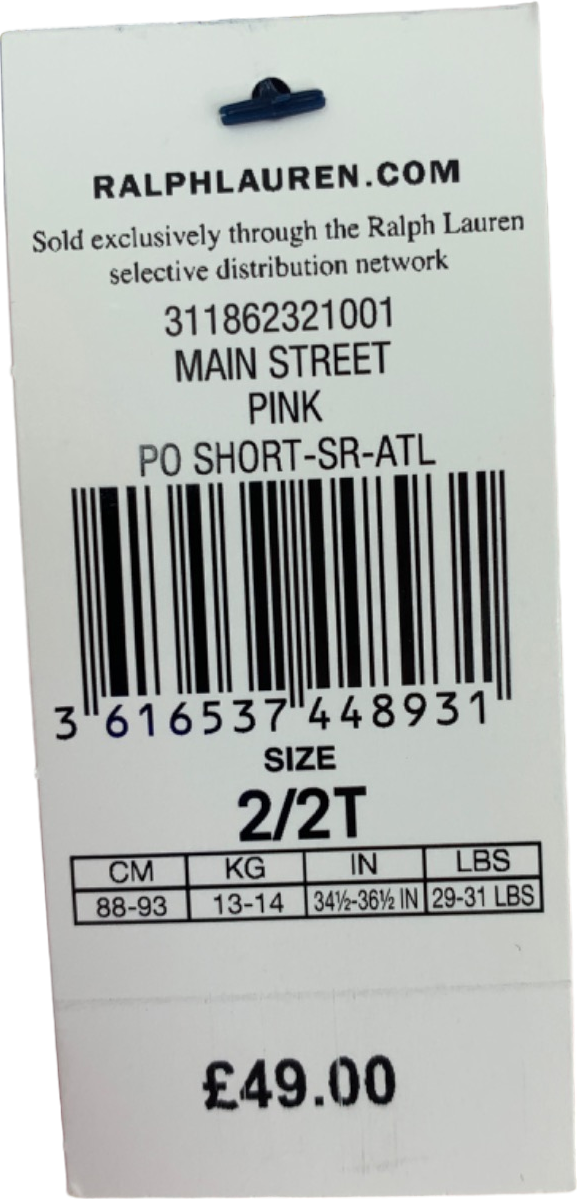 RALPHLAUREN.COM
Sold exclusively through the Ralph Lauren
selective distribution network
311862321001
MAIN STREET
PINK
PO SHORT-SR-ATL
3 616537 448931
SIZE
2/2T
CM KG IN LBS
88-93 13-14 34½-36½ IN 29-31 LBS
£49.00